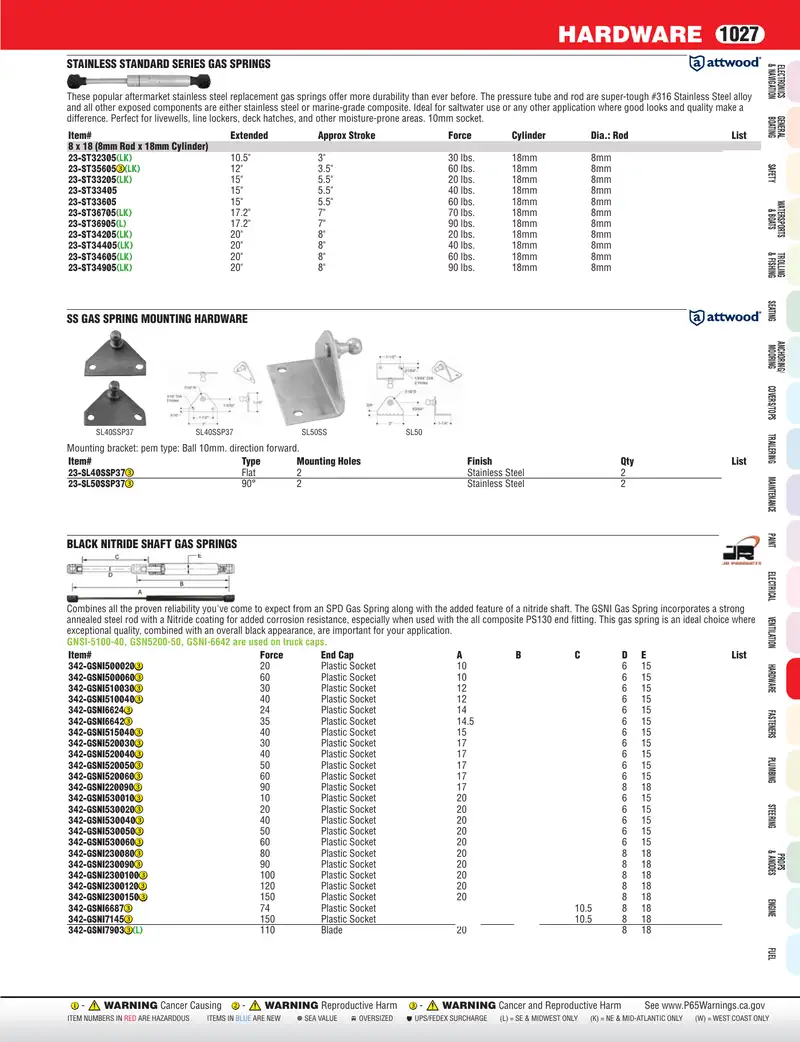 HARDWARE 1027
STAINLESS STANDARD SERIES GAS SPRINGS
attwood
These popular aftermarket stainless steel replacement gas springs offer more durability than ever before. The pressure tube and rod are super-tough #316 Stainless Steel alloy
and all other exposed components are either stainless steel or marine-grade composite. Ideal for saltwater use or any other application where good looks and quality make a
difference. Perfect for livewells, line lockers, deck hatches, and other moisture-prone areas. 10mm socket.
Item# Extended Approx Stroke Force Cylinder Dia.: Rod List
8 x 18 (8mm Rod x 18mm Cylinder)
23-ST32305(LK) 10.5" 3" 30 lbs. 18mm 8mm
23-ST35605③(LK) 12" 3.5" 60 lbs. 18mm 8mm
23-ST33205(LK) 15" 5.5" 20 lbs. 18mm 8mm
23-ST33405 15" 5.5" 40 lbs. 18mm 8mm
23-ST33605 15" 5.5" 60 lbs. 18mm 8mm
23-ST36705(LK) 17.2" 7" 70 lbs. 18mm 8mm
23-ST36905(L) 17.2" 7" 90 lbs. 18mm 8mm
23-ST34205(LK) 20" 8" 20 lbs. 18mm 8mm
23-ST34405(LK) 20" 8" 40 lbs. 18mm 8mm
23-ST34605(LK) 20" 8" 60 lbs. 18mm 8mm
23-ST34905(LK) 20" 8" 90 lbs. 18mm 8mm
SS GAS SPRING MOUNTING HARDWARE
attwood
SL40SSP37 SL40SSP37 SL50SS SL50
Mounting bracket: pem type: Ball 10mm. direction forward.
Item# Type Mounting Holes Finish Qty List
23-SL40SSP37③ Flat 2 Stainless Steel 2
23-SL50SSP37③ 90° 2 Stainless Steel 2
BLACK NITRIDE SHAFT GAS SPRINGS
JR PRODUCTS
C E
D
B
A
Combines all the proven reliability you've come to expect from an SPD Gas Spring along with the added feature of a nitride shaft. The GSNI Gas Spring incorporates a strong
annealed steel rod with a Nitride coating for added corrosion resistance, especially when used with the all composite PS130 end fitting. This gas spring is an ideal choice where
exceptional quality, combined with an overall black appearance, are important for your application.
GNSI-5100-40, GSN5200-50, GSNI-6642 are used on truck caps.
Item# Force End Cap A B C D E List
342-GSNI500020③ 20 Plastic Socket 10 6 15
342-GSNI500060③ 60 Plastic Socket 10 6 15
342-GSNI510030③ 30 Plastic Socket 12 6 15
342-GSNI510040③ 40 Plastic Socket 12 6 15
342-GSNI6624③ 24 Plastic Socket 14 6 15
342-GSNI6642③ 35 Plastic Socket 14.5 6 15
342-GSNI515040③ 40 Plastic Socket 15 6 15
342-GSNI520030③ 30 Plastic Socket 17 6 15
342-GSNI520040③ 40 Plastic Socket 17 6 15
342-GSNI520050③ 50 Plastic Socket 17 6 15
342-GSNI520060③ 60 Plastic Socket 17 6 15
342-GSNI220090③ 90 Plastic Socket 17 8 18
342-GSNI530010③ 10 Plastic Socket 20 6 15
342-GSNI530020③ 20 Plastic Socket 20 6 15
342-GSNI530040③ 40 Plastic Socket 20 6 15
342-GSNI530050③ 50 Plastic Socket 20 6 15
342-GSNI530060③ 60 Plastic Socket 20 6 15
342-GSNI230080③ 80 Plastic Socket 20 8 18
342-GSNI230090③ 90 Plastic Socket 20 8 18
342-GSNI2300100③ 100 Plastic Socket 20 8 18
342-GSNI2300120③ 120 Plastic Socket 20 8 18
342-GSNI2300150③ 150 Plastic Socket 20 8 18
342-GSNI6687③ 74 Plastic Socket 10.5 8 18
342-GSNI7145③ 150 Plastic Socket 10.5 8 18
342-GSNI7903③(L) 110 Blade 20 8 18
ELECTRONICS
& NAVIGATION
GENERAL
BOATING
SAFETY
WATERSPORTS
& BOATS
TROLLING
& FISHING
SEATING
ANCHORING/
MOORING
COVERS/TOPS
TRAILERING
MAINTENANCE
PAINT
ELECTRICAL
VENTILATION
HARDWARE
FASTENERS
PLUMBING
STEERING
PROPS
& ANODES
ENGINE
FUEL
① - WARNING Cancer Causing ② - WARNING Reproductive Harm ③ - WARNING Cancer and Reproductive Harm See www.P65Warnings.ca.gov
ITEM NUMBERS IN RED ARE HAZARDOUS ITEMS IN BLUE ARE NEW SEA VALUE OVERSIZED UPS/FEDEX SURCHARGE (L) = SE & MIDWEST ONLY (K) = NE & MID-ATLANTIC ONLY (W) = WEST COAST ONLY